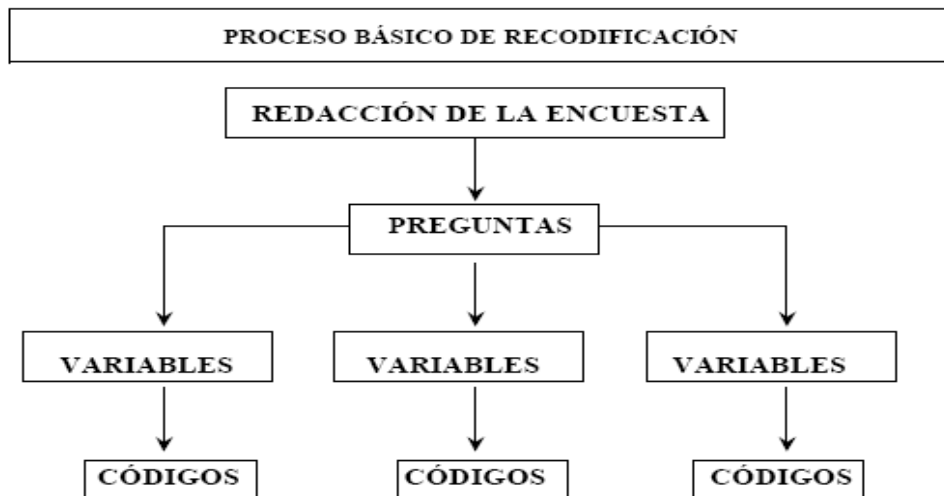 PROCESO BÁSICO DE RECODIFICACIÓN
REDACCIÓN DE LA ENCUESTA
PREGUNTAS
VARIABLES
VARIABLES
VARIABLES
CÓDIGOS
CÓDIGOS
CÓDIGOS